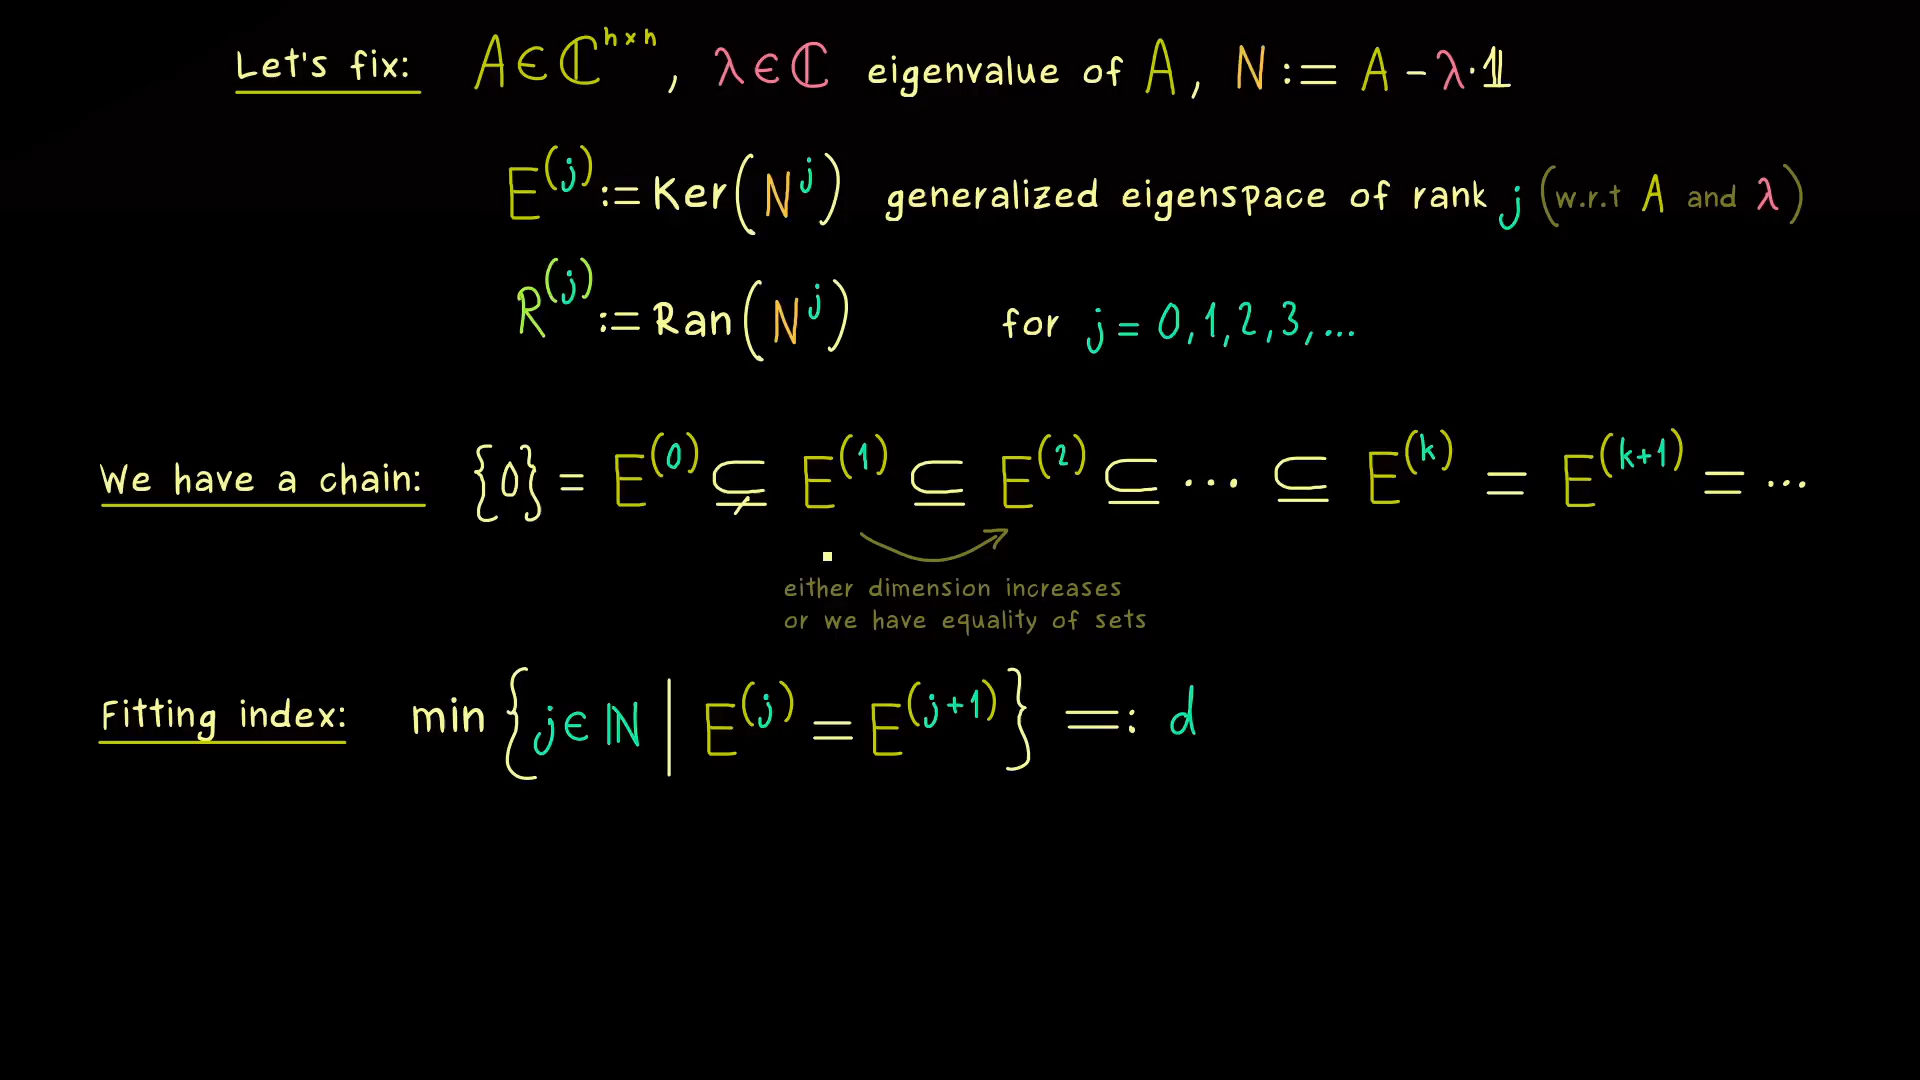 Let's fix: A ∈ ℂⁿˣⁿ, λ ∈ ℂ eigenvalue of A, N := A − λ·𝟙
E⁽ʲ⁾ := Ker(Nʲ) generalized eigenspace of rank j (w.r.t A and λ)
R⁽ʲ⁾ := Ran(Nʲ) for j = 0, 1, 2, 3, ...
We have a chain: {0} = E⁽⁰⁾ ⊊ E⁽¹⁾ ⊆ E⁽²⁾ ⊆ ··· ⊆ E⁽ᵏ⁾ = E⁽ᵏ⁺¹⁾ = ···
either dimension increases
or we have equality of sets
Fitting index: min { j ∈ ℕ | E⁽ʲ⁾ = E⁽ʲ⁺¹⁾ } =: d